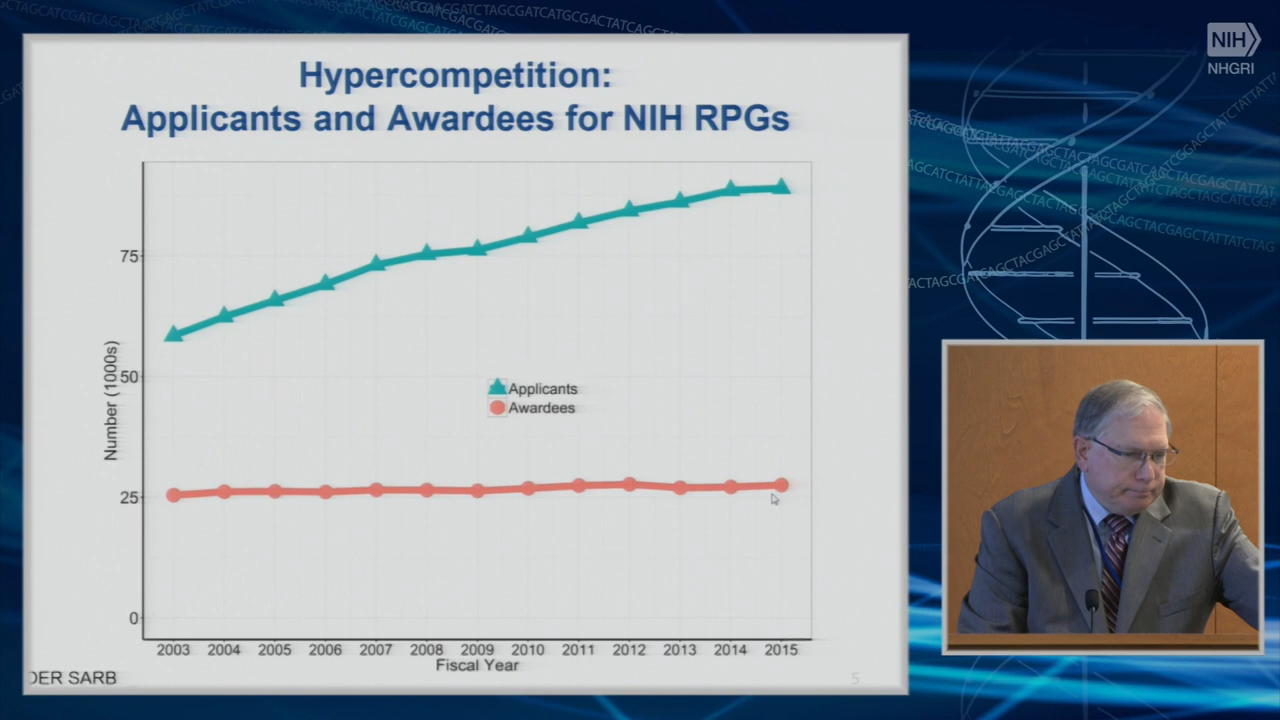 NIH
NHGRI
Hypercompetition:
Applicants and Awardees for NIH RPGs
Number (1000s)
75
50
25
0
Applicants
Awardees
2003 2004 2005 2006 2007 2008 2009 2010 2011 2012 2013 2014 2015
Fiscal Year
DER SARB
5